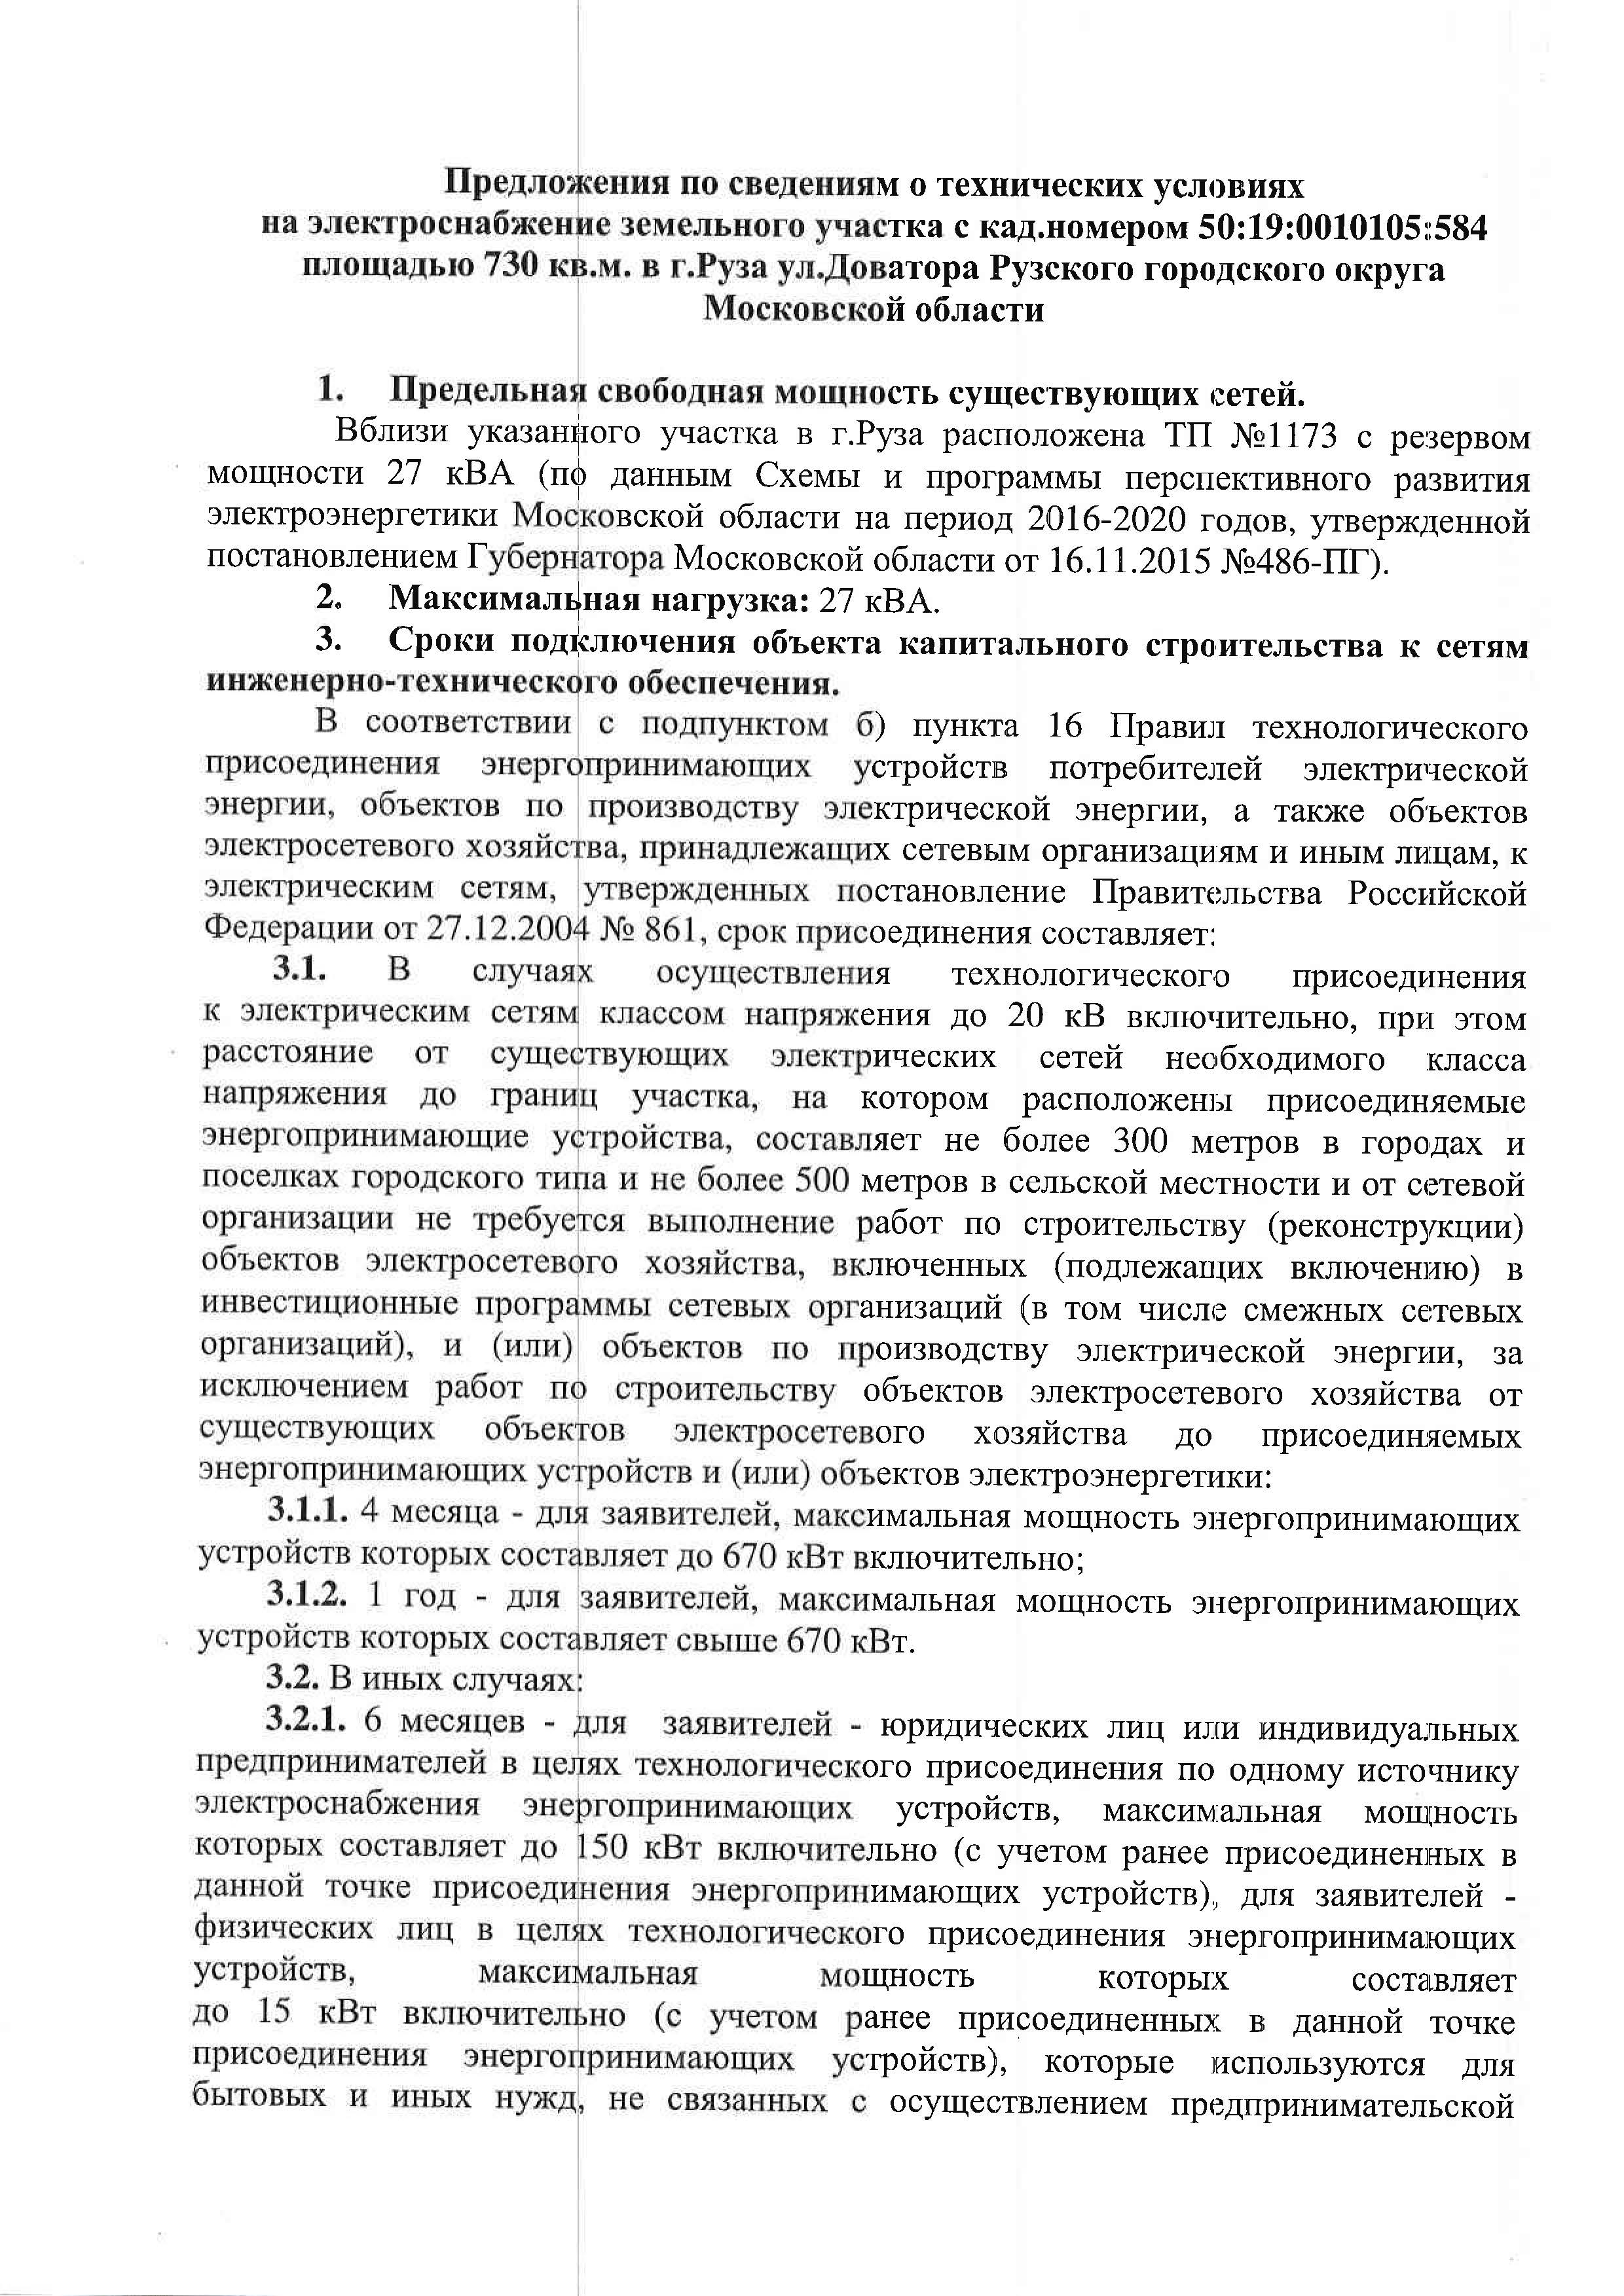 Предложения по сведениям о технических условиях
на электроснабжение земельного участка с кад.номером 50:19:0010105:584
площадью 730 кв.м. в г.Руза ул.Доватора Рузского городского округа
Московской области
1. Предельная свободная мощность существующих сетей.
Вблизи указанного участка в г.Руза расположена ТП №1173 с резервом
мощности 27 кВА (по данным Схемы и программы перспективного развития
электроэнергетики Московской области на период 2016-2020 годов, утвержденной
постановлением Губернатора Московской области от 16.11.2015 №486-ПГ).
2. Максимальная нагрузка: 27 кВА.
3. Сроки подключения объекта капитального строительства к сетям
инженерно-технического обеспечения.
В соответствии с подпунктом б) пункта 16 Правил технологического
присоединения энергопринимающих устройств потребителей электрической
энергии, объектов по производству электрической энергии, а также объектов
электросетевого хозяйства, принадлежащих сетевым организациям и иным лицам, к
электрическим сетям, утвержденных постановление Правительства Российской
Федерации от 27.12.2004 № 861, срок присоединения составляет:
3.1. В случаях осуществления технологического присоединения
к электрическим сетям классом напряжения до 20 кВ включительно, при этом
расстояние от существующих электрических сетей необходимого класса
напряжения до границ участка, на котором расположены присоединяемые
энергопринимающие устройства, составляет не более 300 метров в городах и
поселках городского типа и не более 500 метров в сельской местности и от сетевой
организации не требуется выполнение работ по строительству (реконструкции)
объектов электросетевого хозяйства, включенных (подлежащих включению) в
инвестиционные программы сетевых организаций (в том числе смежных сетевых
организаций), и (или) объектов по производству электрической энергии, за
исключением работ по строительству объектов электросетевого хозяйства от
существующих объектов электросетевого хозяйства до присоединяемых
энергопринимающих устройств и (или) объектов электроэнергетики:
3.1.1. 4 месяца - для заявителей, максимальная мощность энергопринимающих
устройств которых составляет до 670 кВт включительно;
3.1.2. 1 год - для заявителей, максимальная мощность энергопринимающих
устройств которых составляет свыше 670 кВт.
3.2. В иных случаях:
3.2.1. 6 месяцев - для заявителей - юридических лиц или индивидуальных
предпринимателей в целях технологического присоединения по одному источнику
электроснабжения энергопринимающих устройств, максимальная мощность
которых составляет до 150 кВт включительно (с учетом ранее присоединенных в
данной точке присоединения энергопринимающих устройств), для заявителей -
физических лиц в целях технологического присоединения энергопринимающих
устройств, максимальная мощность которых составляет
до 15 кВт включительно (с учетом ранее присоединенных в данной точке
присоединения энергопринимающих устройств), которые используются для
бытовых и иных нужд, не связанных с осуществлением предпринимательской